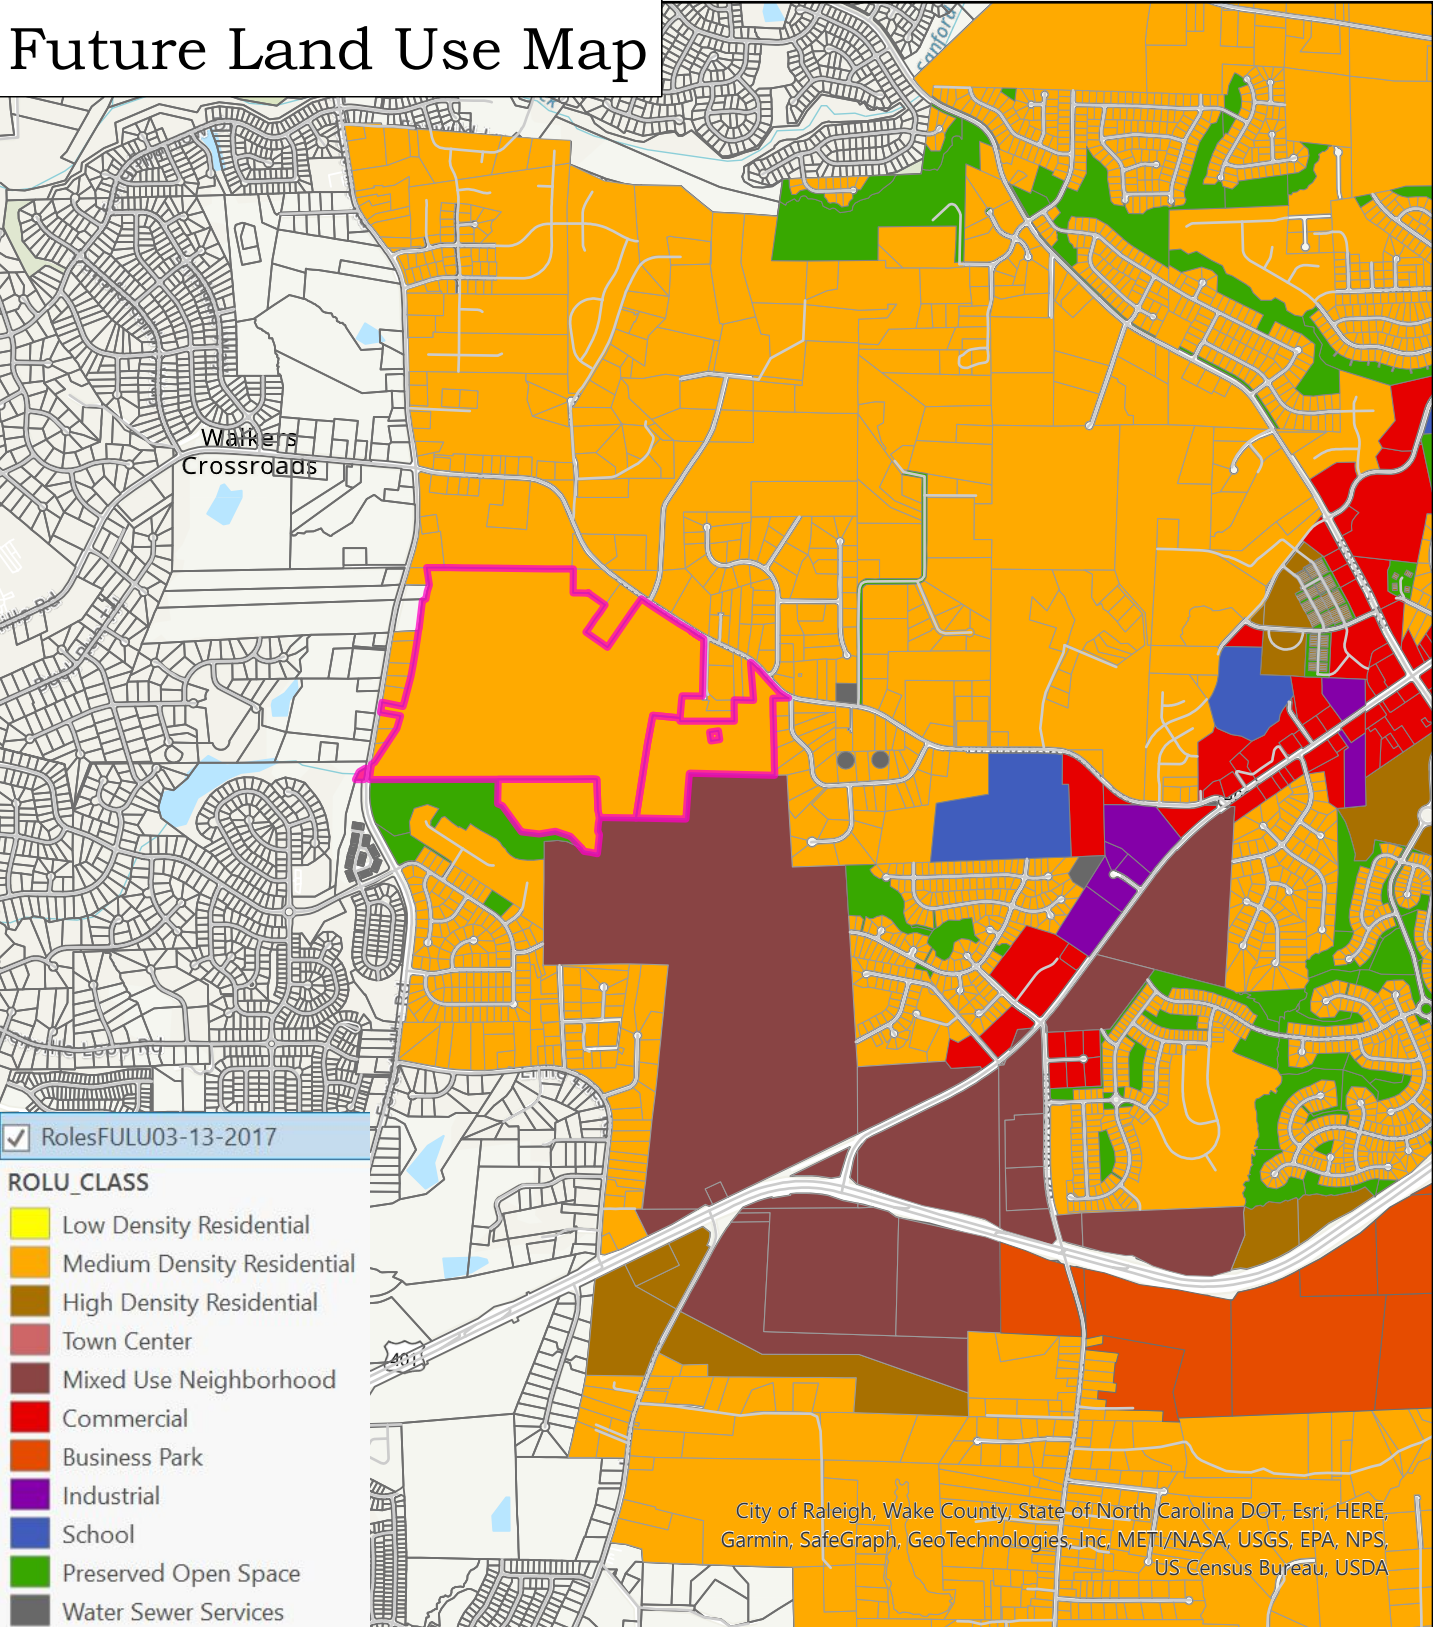 Future Land Use Map
Sanford
Walkers
Crossroads
RolesFULU03-13-2017
ROLU_CLASS
Low Density Residential
Medium Density Residential
High Density Residential
Town Center
Mixed Use Neighborhood
Commercial
Business Park
Industrial
School
Preserved Open Space
Water Sewer Services
401
City of Raleigh, Wake County, State of North Carolina DOT, Esri, HERE,
Garmin, SafeGraph, GeoTechnologies, Inc, METI/NASA, USGS, EPA, NPS,
US Census Bureau, USDA